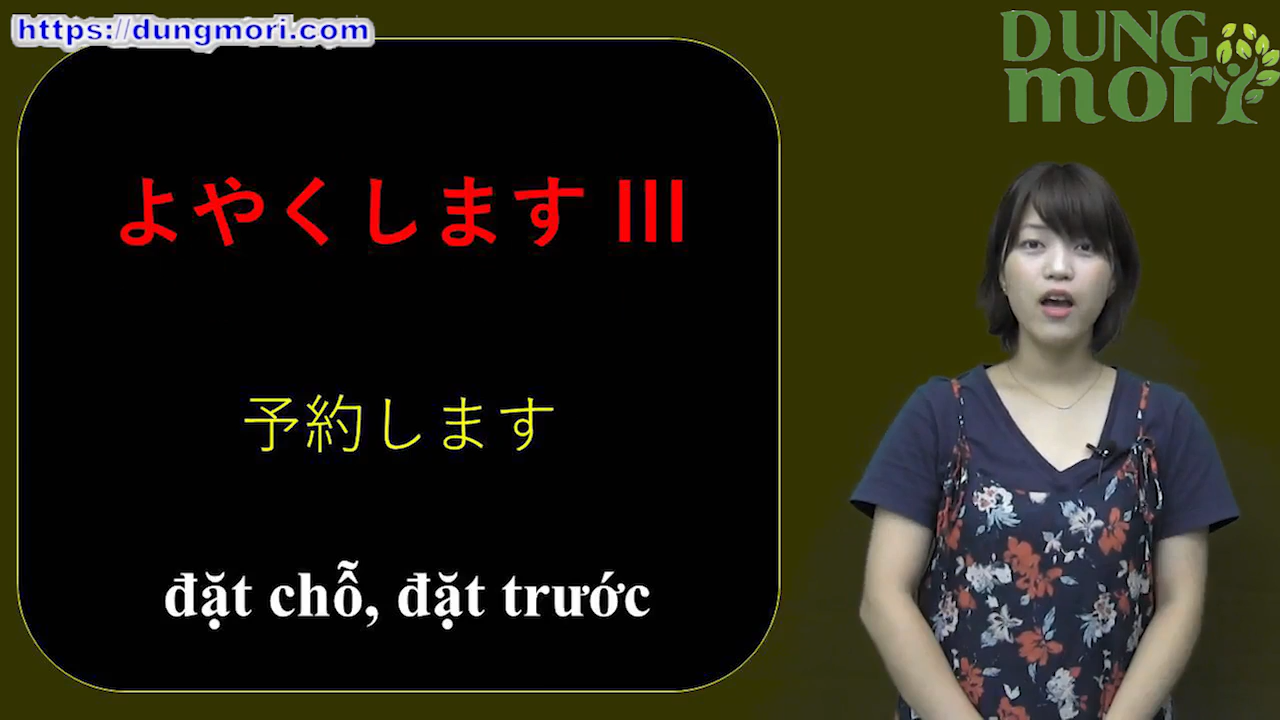 https://dungmori.com
DUNG
mori
よやくします III
予約します
đặt chỗ, đặt trước